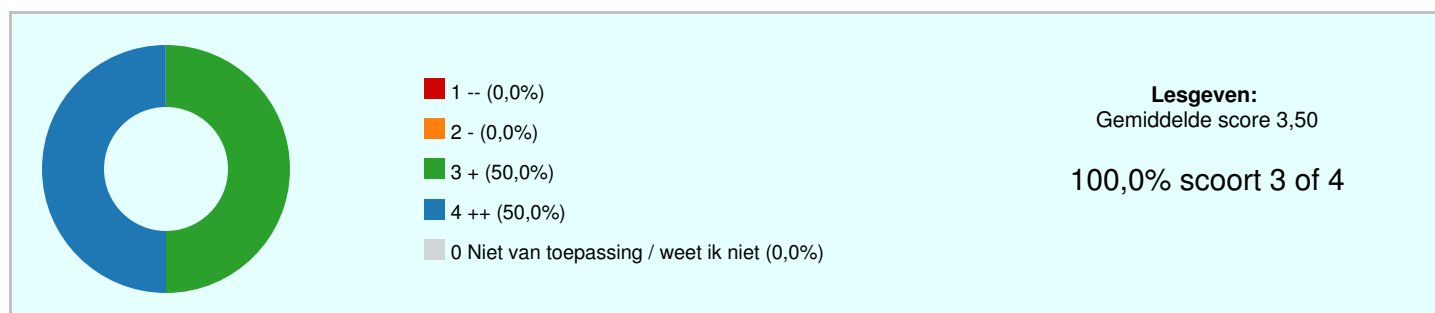 1 -- (0,0%)
2 - (0,0%)
3 + (50,0%)
4 ++ (50,0%)
0 Niet van toepassing / weet ik niet (0,0%)
Lesgeven:
Gemiddelde score 3,50
100,0% scoort 3 of 4